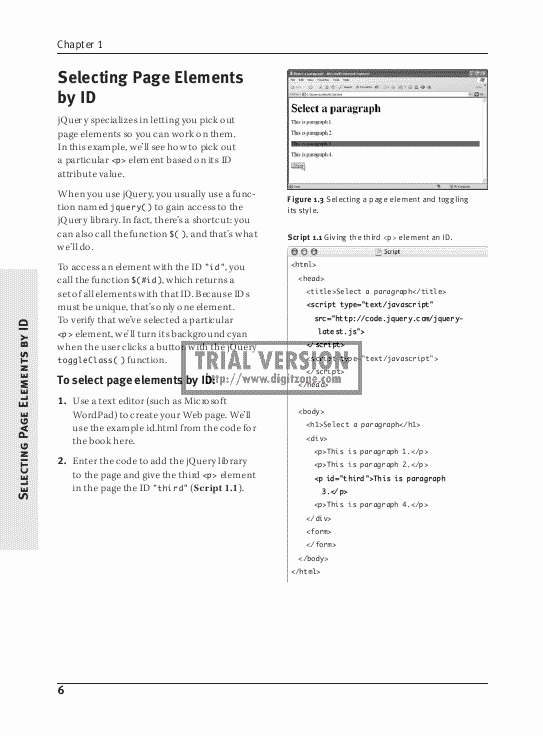 Chapter 1
Selecting Page Elements
by ID
jQuery specializes in letting you pick out
page elements so you can work on them.
In this example, we'll see how to pick out
a particular <p> element based on its ID
attribute value.
When you use jQuery, you usually use a func-
tion named jquery() to gain access to the
jQuery library. In fact, there's a shortcut: you
can also call the function $( ), and that's what
we'll do.
To access an element with the ID "id", you
call the function $(#id), which returns a
set of all elements with that ID. Because IDs
must be unique, that's only one element.
To verify that we've selected a particular
<p> element, we'll turn its background cyan
when the user clicks a button with the jQuery
toggleClass( ) function.
To select page elements by ID:
1. Use a text editor (such as Microsoft
WordPad) to create your Web page. We'll
use the example id.html from the code for
the book here.
2. Enter the code to add the jQuery library
to the page and give the third <p> element
in the page the ID "third" (Script 1.1).
Select a paragraph
This is paragraph 1.
This is paragraph 2.
This is paragraph 3.
This is paragraph 4.
Figure 1.3 Selecting a page element and toggling
its style.
Script 1.1 Giving the third <p> element an ID.
Script
<html>
<head>
<title>Select a paragraph</title>
<script type="text/javascript"
src="http://code.jquery.com/jquery-
latest.js">
</script>
<script type="text/javascript">
</script>
</head>
<body>
<h1>Select a paragraph</h1>
<div>
<p>This is paragraph 1.</p>
<p>This is paragraph 2.</p>
<p id="third">This is paragraph
3.</p>
<p>This is paragraph 4.</p>
</div>
<form>
</form>
</body>
</html>
TRIAL VERSION
http://www.digitzone.com
SELECTING PAGE ELEMENTS BY ID
6